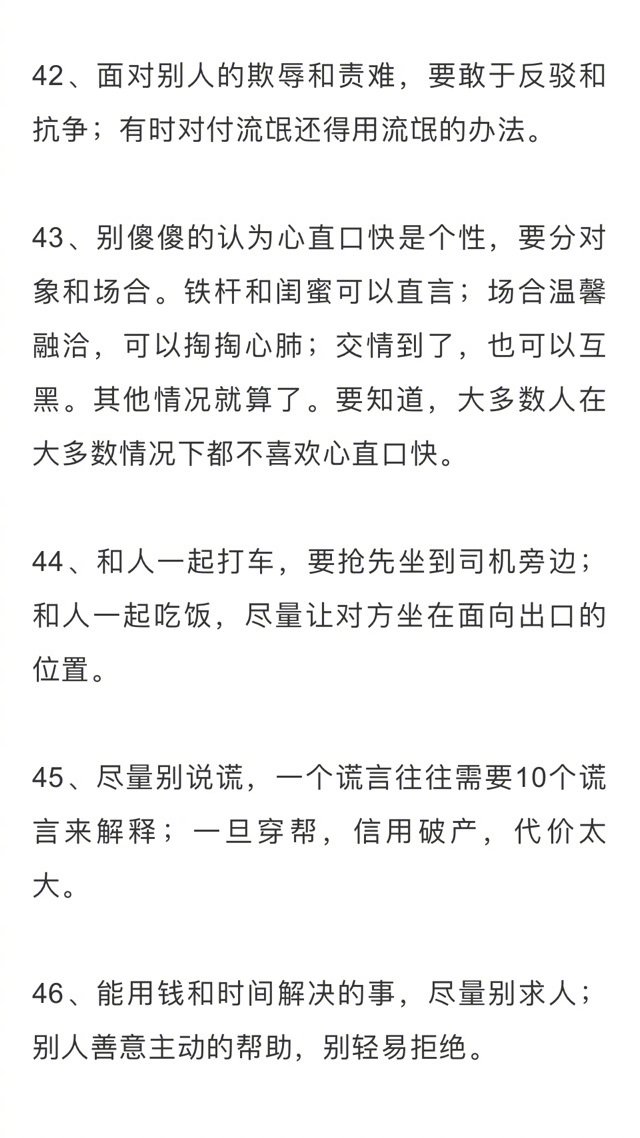 42、面对别人的欺辱和责难，要敢于反驳和
抗争；有时对付流氓还得用流氓的办法。
43、别傻傻的认为心直口快是个性，要分对
象和场合。铁杆和闺蜜可以直言；场合温馨
融洽，可以掏掏心肺；交情到了，也可以互
黑。其他情况就算了。要知道，大多数人在
大多数情况下都不喜欢心直口快。
44、和人一起打车，要抢先坐到司机旁边；
和人一起吃饭，尽量让对方坐在面向出口的
位置。
45、尽量别说谎，一个谎言往往需要10个谎
言来解释；一旦穿帮，信用破产，代价太
大。
46、能用钱和时间解决的事，尽量别求人；
别人善意主动的帮助，别轻易拒绝。